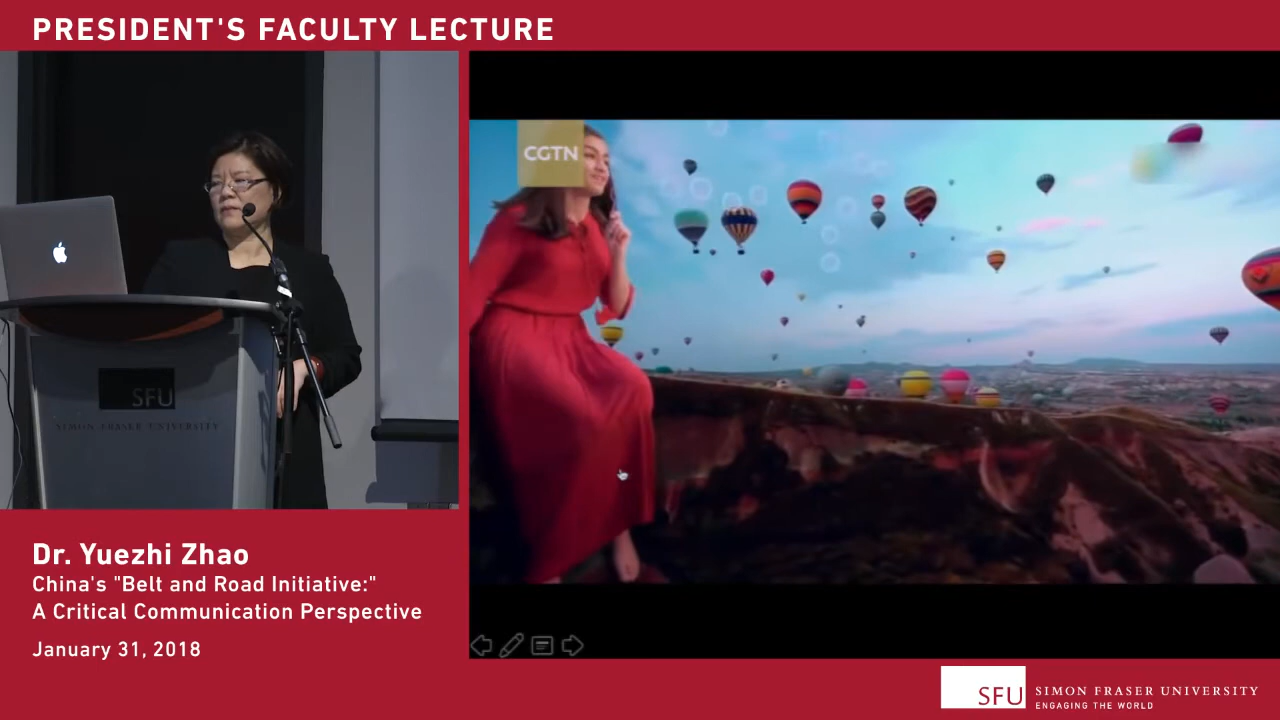 PRESIDENT'S FACULTY LECTURE
CGTN
SFU
SIMON FRASER UNIVERSITY
Dr. Yuezhi Zhao
China's "Belt and Road Initiative:"
A Critical Communication Perspective
January 31, 2018
SFU
SIMON FRASER UNIVERSITY
ENGAGING THE WORLD